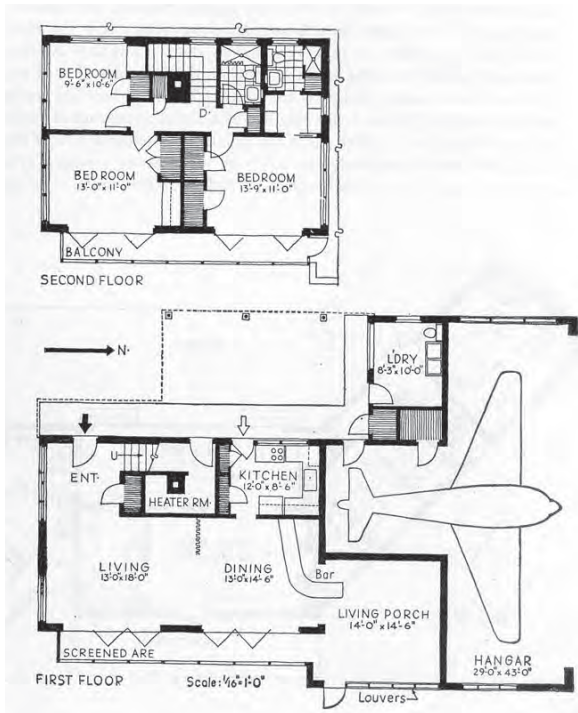 BEDROOM
9'-6" x 10'-6"
D.
BEDROOM
13'-0" x 11'-0"
BEDROOM
13'-9" x 11'-0"
BALCONY
SECOND FLOOR
N.
L'DRY
8'-3" x 10'-0"
ENT.
U
HEATER RM.
KITCHEN
12'-0" x 8'-6"
LIVING
13'-0" x 18'-0"
DINING
13'-0" x 14'-6"
Bar
LIVING PORCH
14'-0" x 14'-6"
SCREENED ARE
HANGAR
29'-0" x 43'-0"
FIRST FLOOR
Scale: 1/16"=1'-0"
Louvers